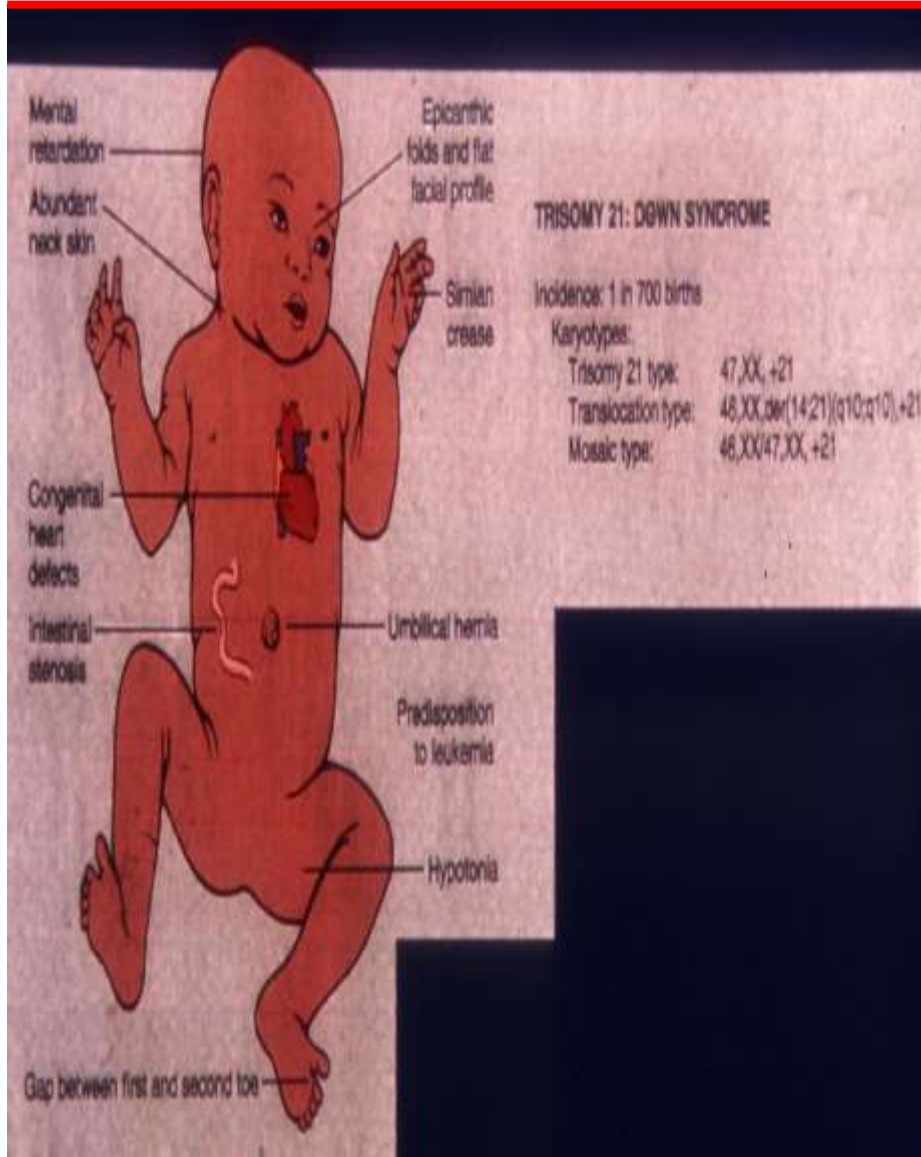 Mental
retardation
Abundant
neck skin
Epicanthic
folds and flat
facial profile
Simian
crease
Congenital
heart
defects
Intestinal
stenosis
Umbilical hernia
Predisposition
to leukemia
Hypotonia
Gap between first and second toe
TRISOMY 21: DOWN SYNDROME
Incidence: 1 in 700 births
Karyotypes:
Trisomy 21 type: 47,XX, +21
Translocation type: 46,XX,der(14;21)(q10;q10),+21
Mosaic type: 46,XX/47,XX, +21